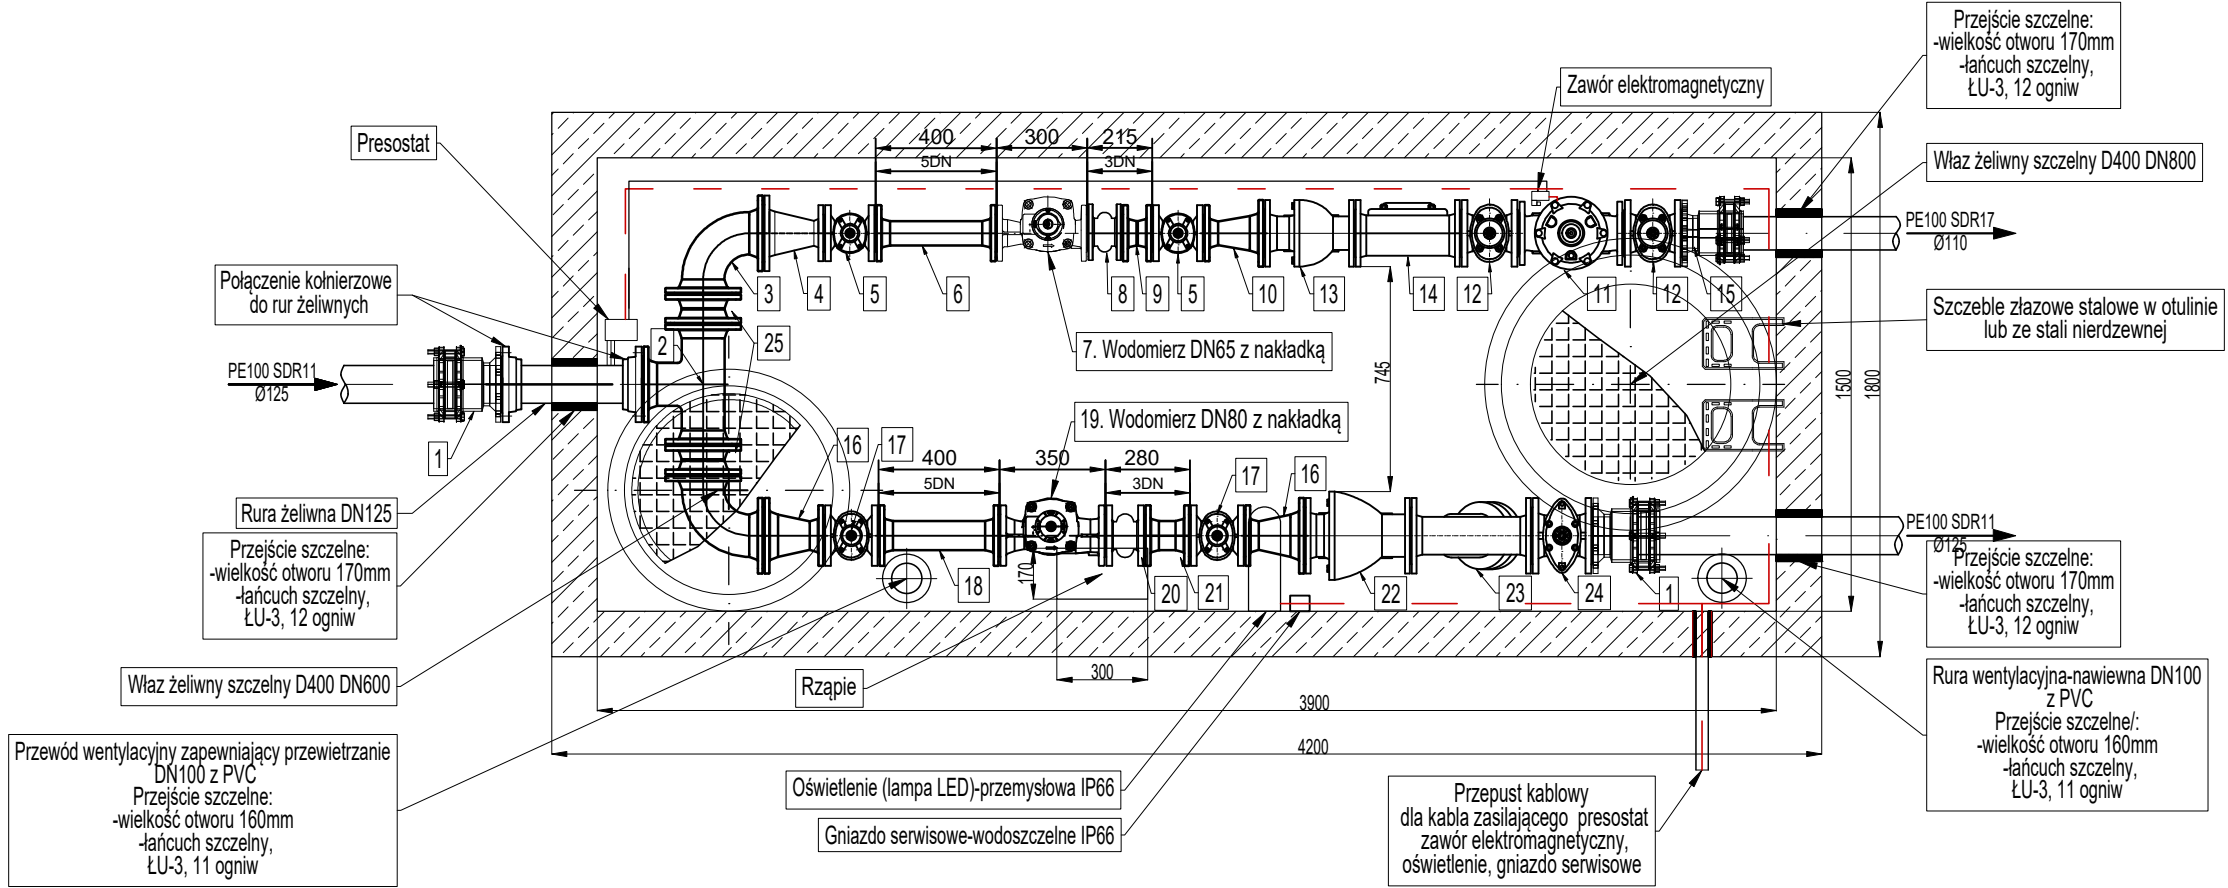 Przejście szczelne:
-wielkość otworu 170mm
-łańcuch szczelny,
ŁU-3, 12 ogniw
Zawór elektromagnetyczny
Presostat
400
300
215
5DN
3DN
Właz żeliwny szczelny D400 DN800
PE100 SDR17
Ø110
Połączenie kołnierzowe
do rur żeliwnych
3
4
5
6
8
9
5
10
13
14
12
11
12
15
Szczeble złazowe stalowe w otulinie
lub ze stali nierdzewnej
2
25
7. Wodomierz DN65 z nakładką
PE100 SDR11
Ø125
745
1500
1800
19. Wodomierz DN80 z nakładką
1
16
17
400
350
280
5DN
3DN
17
16
Rura żeliwna DN125
PE100 SDR11
Ø125
Przejście szczelne:
-wielkość otworu 170mm
-łańcuch szczelny,
ŁU-3, 12 ogniw
18
170
20
21
22
23
24
1
Przejście szczelne:
-wielkość otworu 170mm
-łańcuch szczelny,
ŁU-3, 12 ogniw
Właz żeliwny szczelny D400 DN600
Rząpie
300
3900
4200
Rura wentylacyjna-nawiewna DN100
z PVC
Przejście szczelne/:
-wielkość otworu 160mm
-łańcuch szczelny,
ŁU-3, 11 ogniw
Przewód wentylacyjny zapewniający przewietrzanie
DN100 z PVC
Przejście szczelne:
-wielkość otworu 160mm
-łańcuch szczelny,
ŁU-3, 11 ogniw
Oświetlenie (lampa LED)-przemysłowa IP66
Gniazdo serwisowe-wodoszczelne IP66
Przepust kablowy
dla kabla zasilającego presostat
zawór elektromagnetyczny,
oświetlenie, gniazdo serwisowe